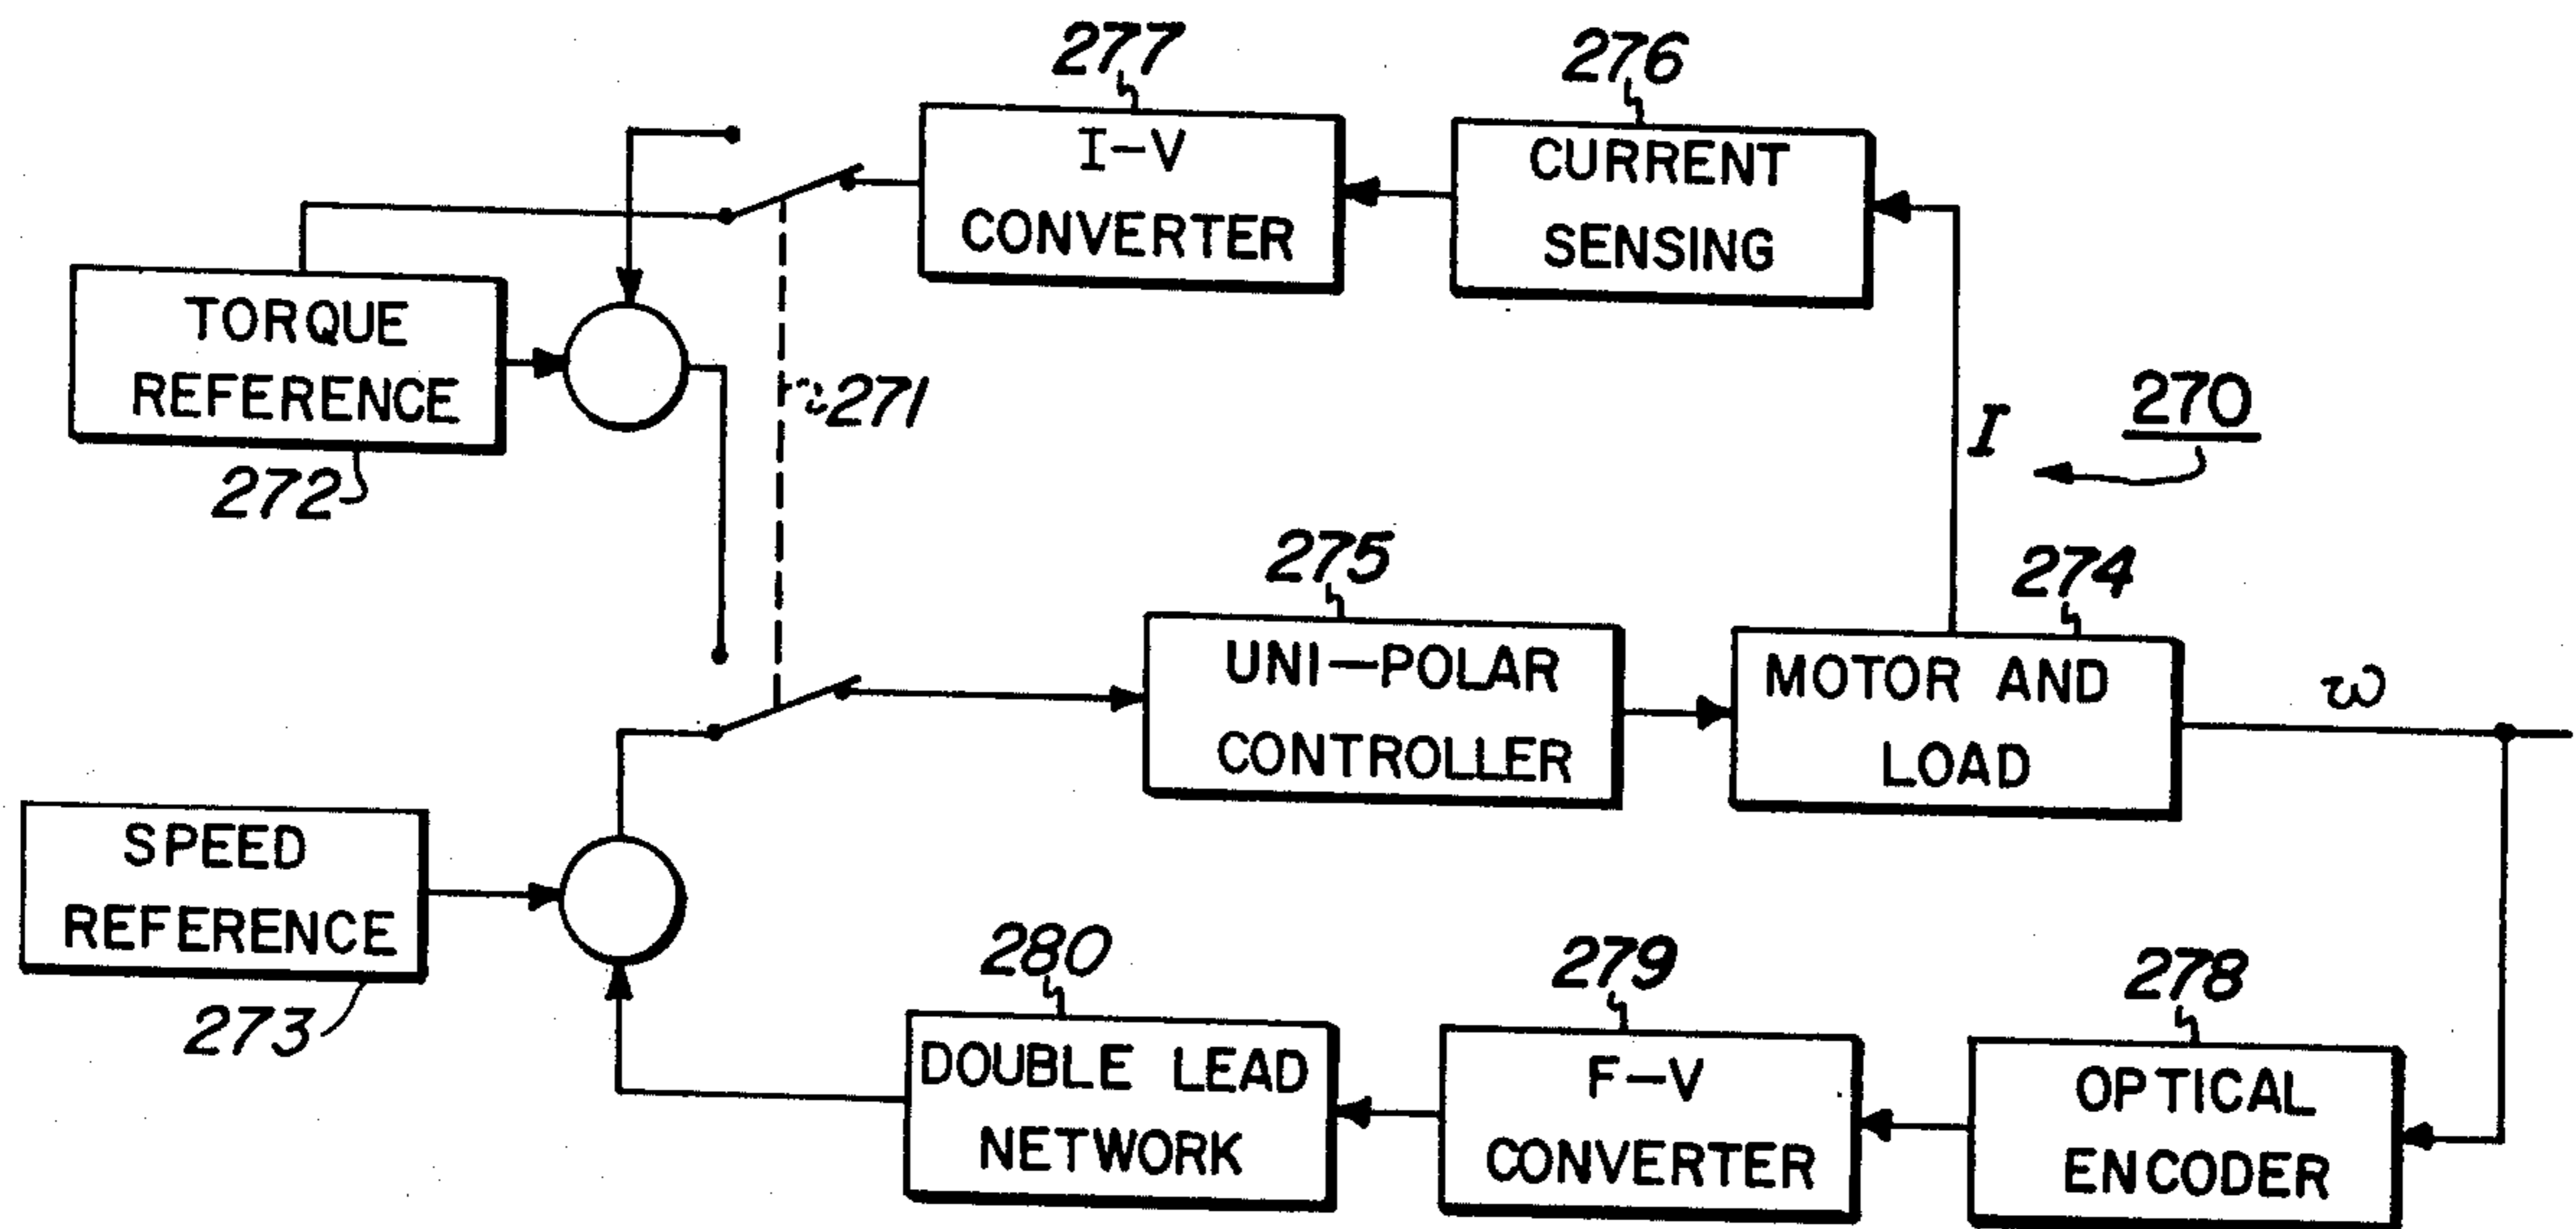 277
276
I-V
CONVERTER
CURRENT
SENSING
TORQUE
REFERENCE
272
271
I
270
275
274
UNI-POLAR
CONTROLLER
MOTOR AND
LOAD
ω
SPEED
REFERENCE
273
280
279
278
DOUBLE LEAD
NETWORK
F-V
CONVERTER
OPTICAL
ENCODER